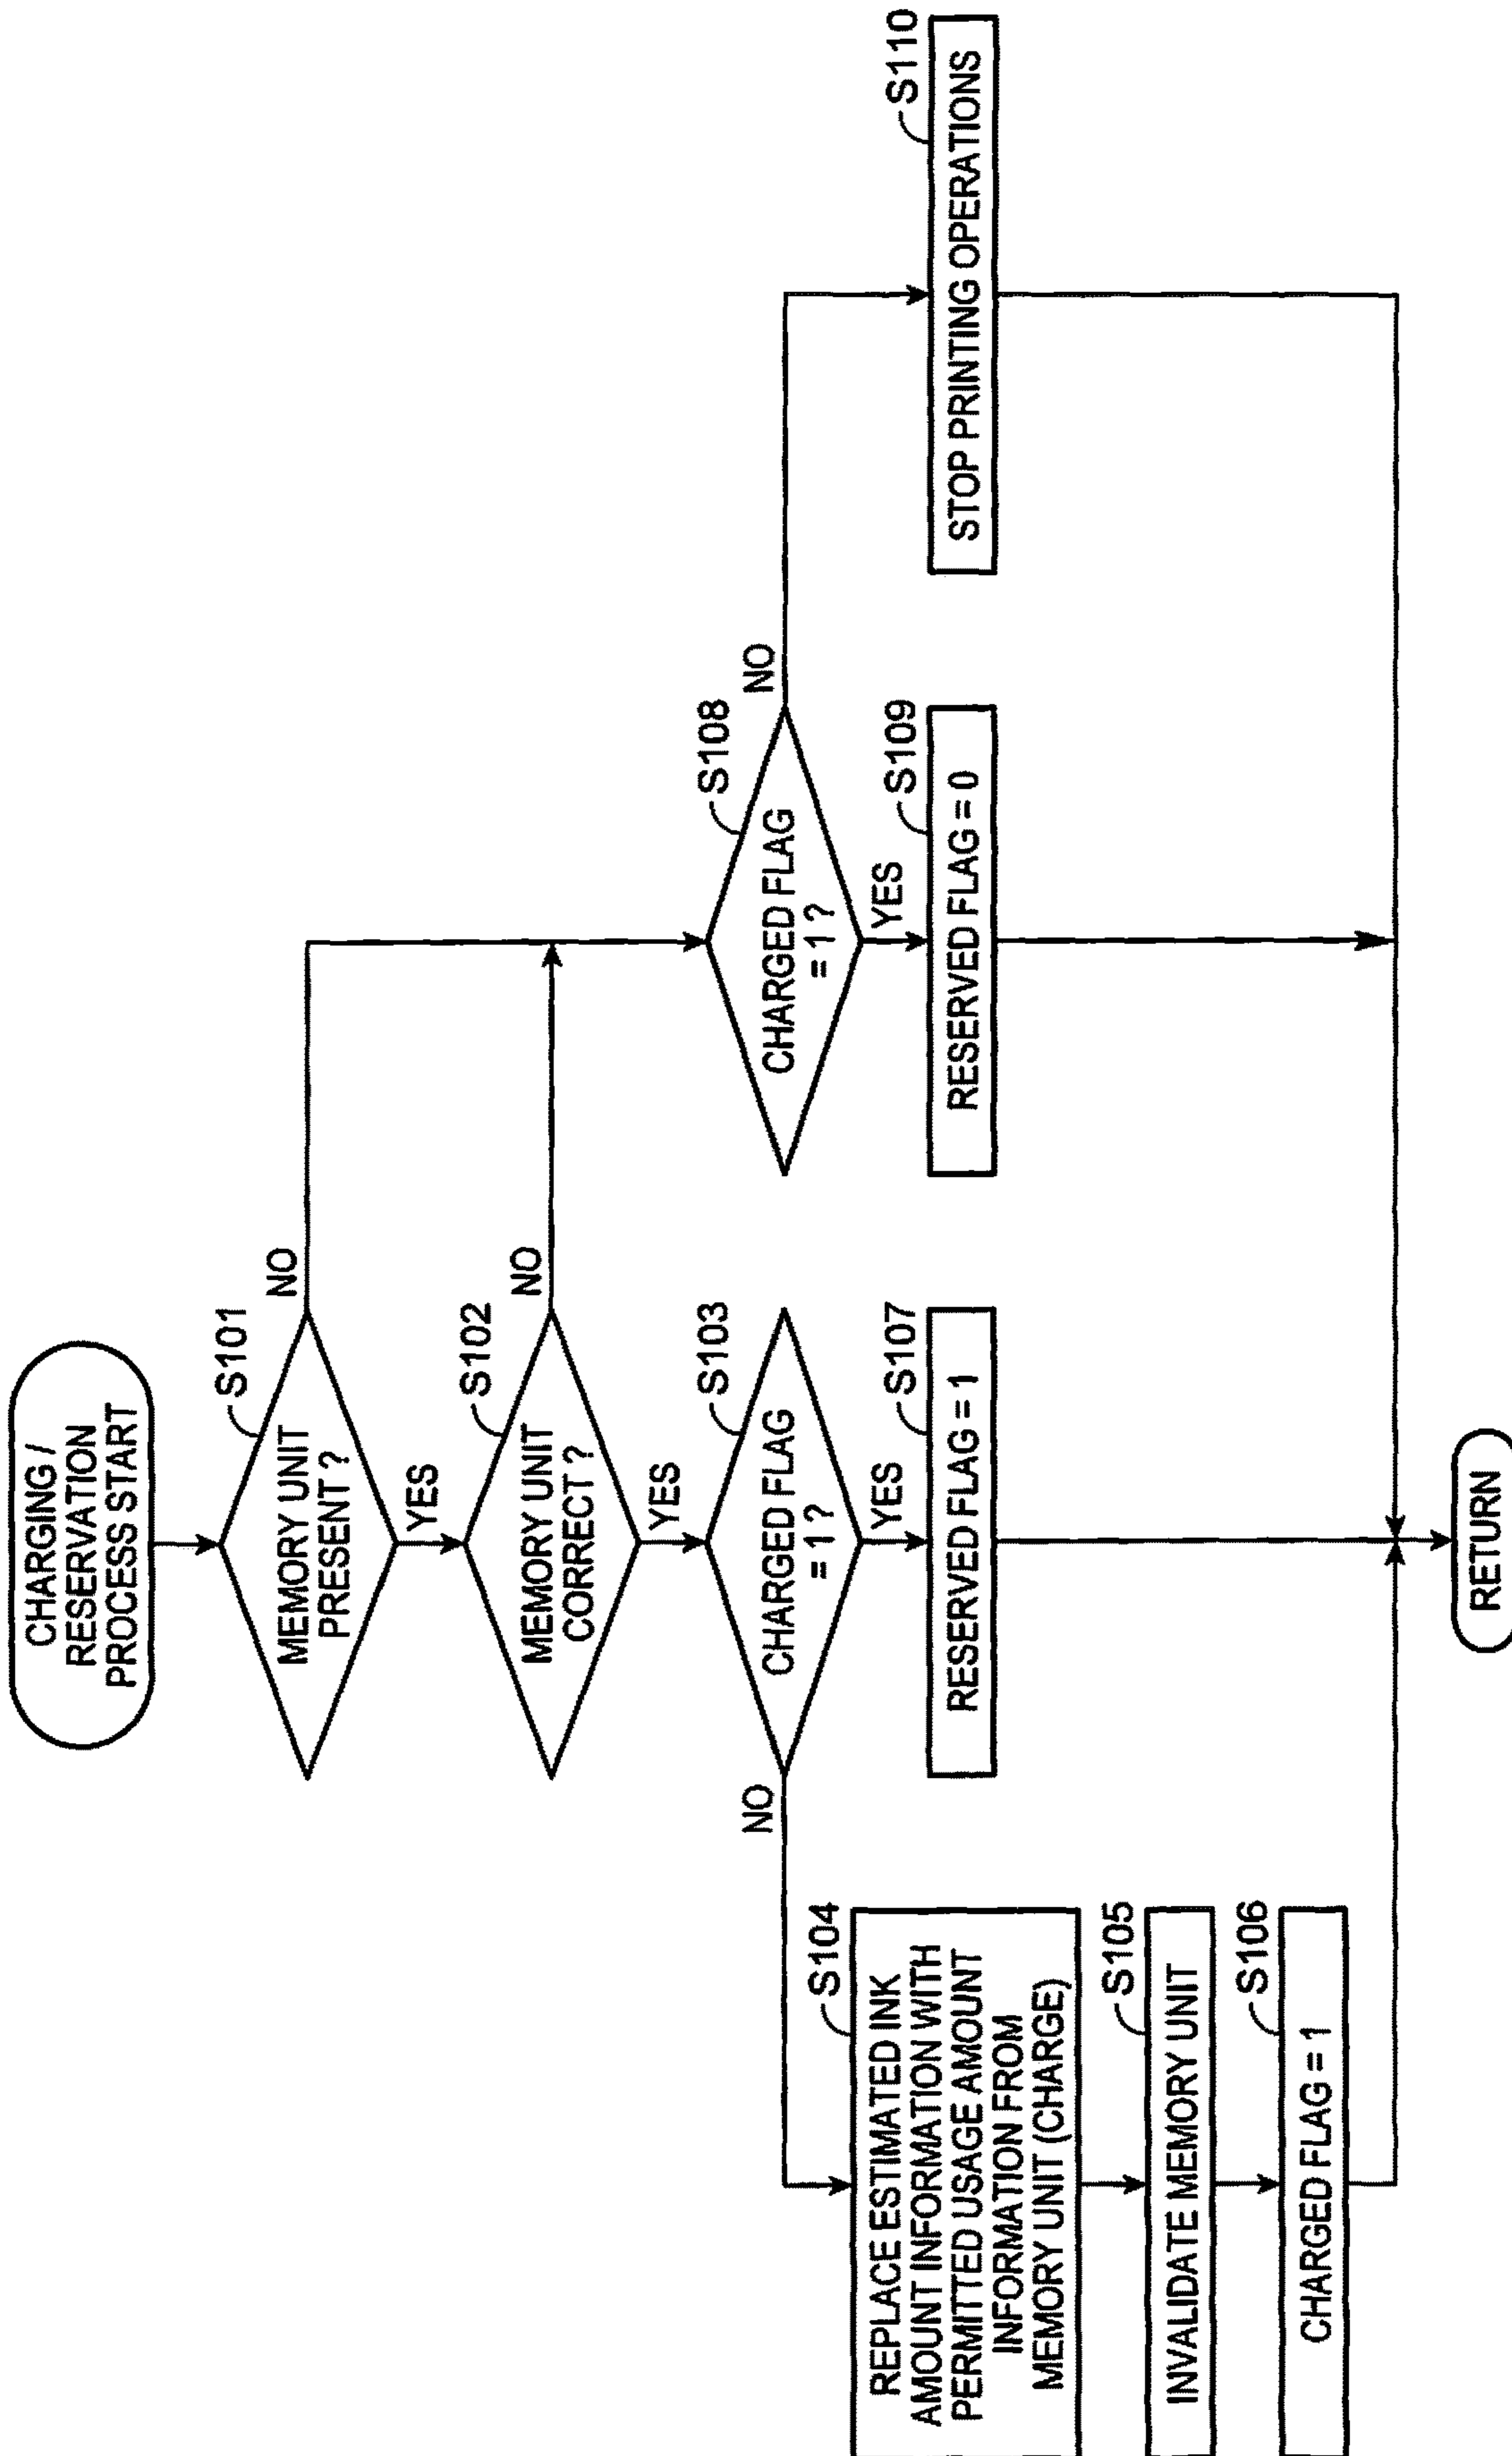 CHARGING /
RESERVATION
PROCESS START
S101
MEMORY UNIT
PRESENT ?
NO
YES
S102
MEMORY UNIT
CORRECT ?
NO
YES
S103
CHARGED FLAG
= 1 ?
NO
YES
S104
REPLACE ESTIMATED INK
AMOUNT INFORMATION WITH
PERMITTED USAGE AMOUNT
INFORMATION FROM
MEMORY UNIT (CHARGE)
S105
INVALIDATE MEMORY UNIT
S106
CHARGED FLAG = 1
S107
RESERVED FLAG = 1
S108
CHARGED FLAG
= 1 ?
NO
YES
S109
RESERVED FLAG = 0
S110
STOP PRINTING OPERATIONS
RETURN